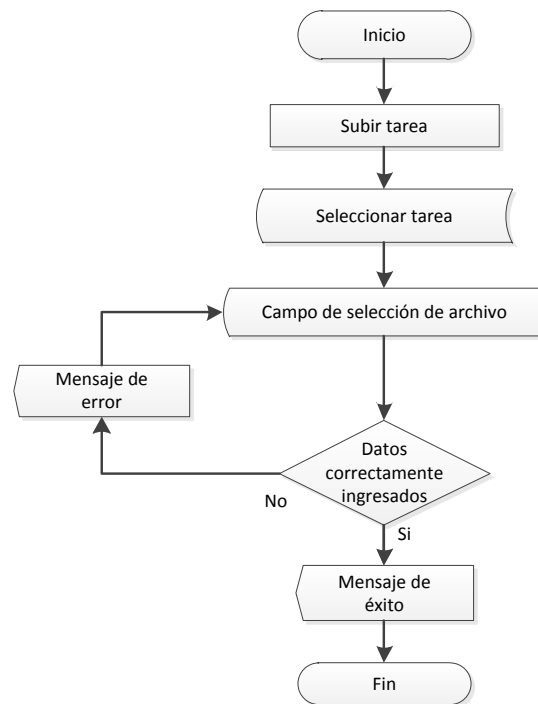 Inicio
Subir tarea
Seleccionar tarea
Campo de selección de archivo
Mensaje de
error
Datos
correctamente
ingresados
No
Si
Mensaje de
éxito
Fin